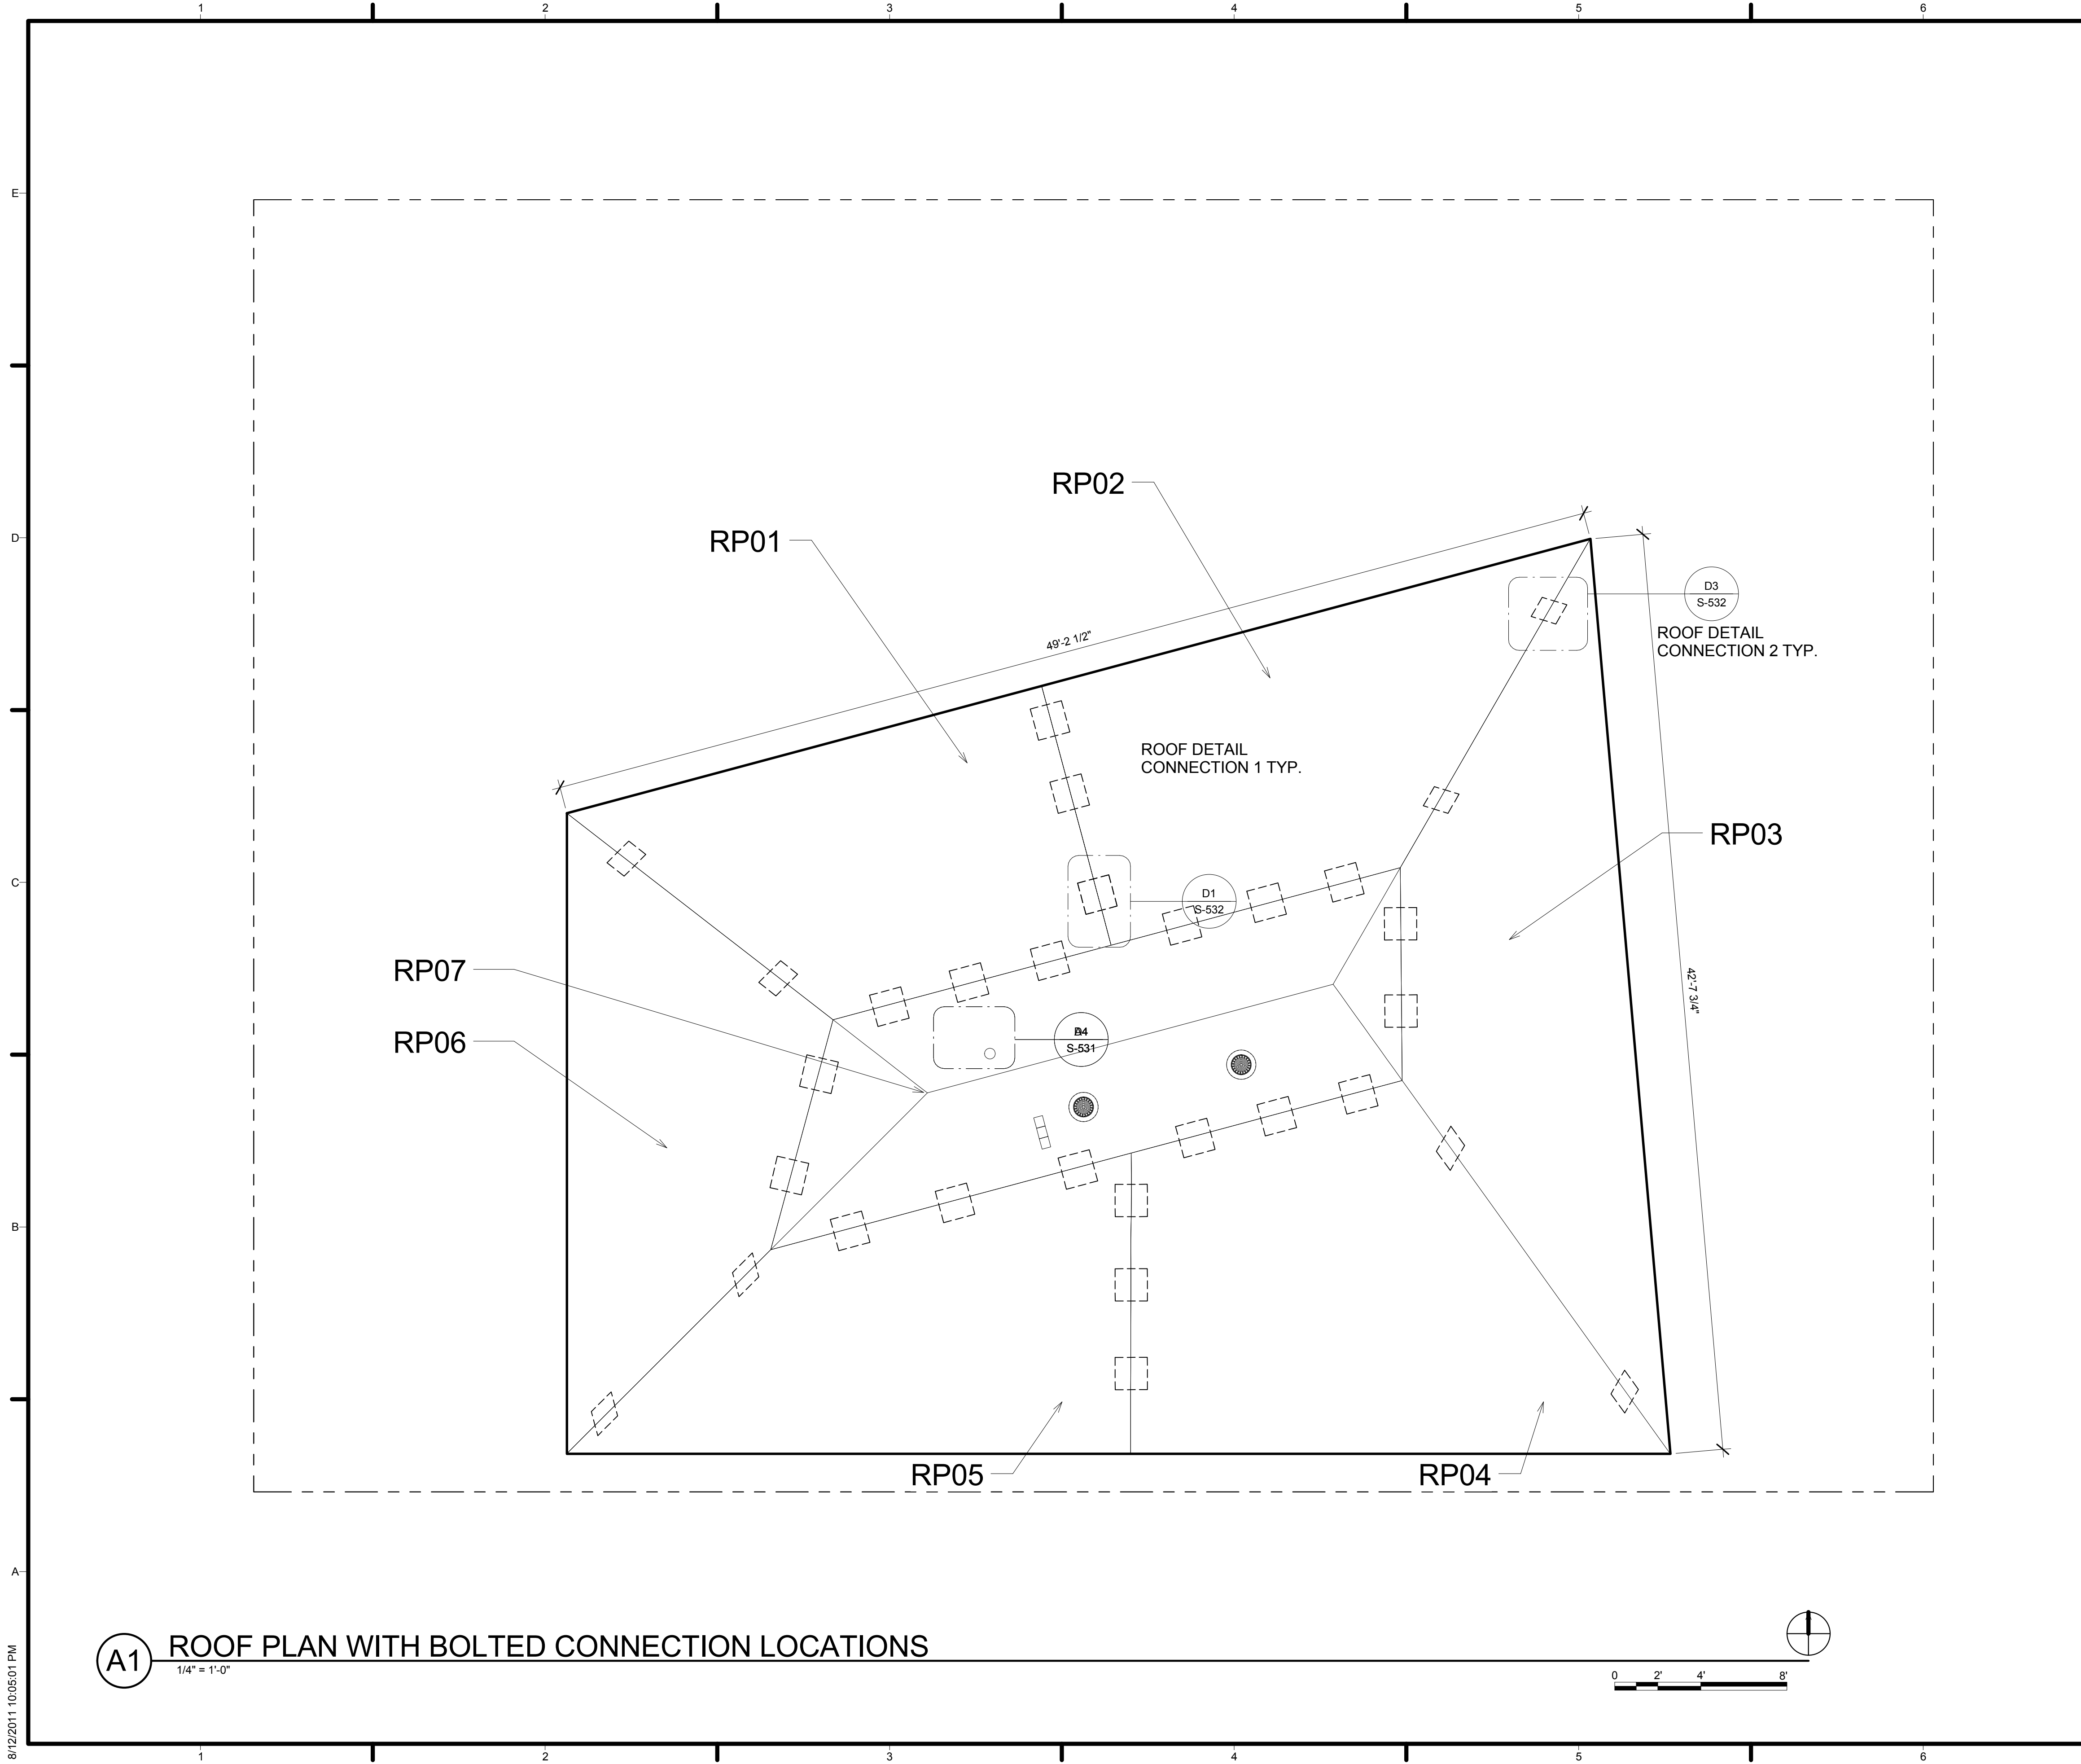 1 2 3 4 5 6
E
RP02
RP01
D
D3
S-532
ROOF DETAIL
CONNECTION 2 TYP.
49'-2 1/2"
ROOF DETAIL
CONNECTION 1 TYP.
RP03
C
D1
S-532
RP07
42'-7 3/4"
S-531
RP06
B
RP05
RP04
A
A1
ROOF PLAN WITH BOLTED CONNECTION LOCATIONS
1/4" = 1'-0"
0 2' 4' 8'
8/12/2011 10:05:01 PM
1 2 3 4 5 6